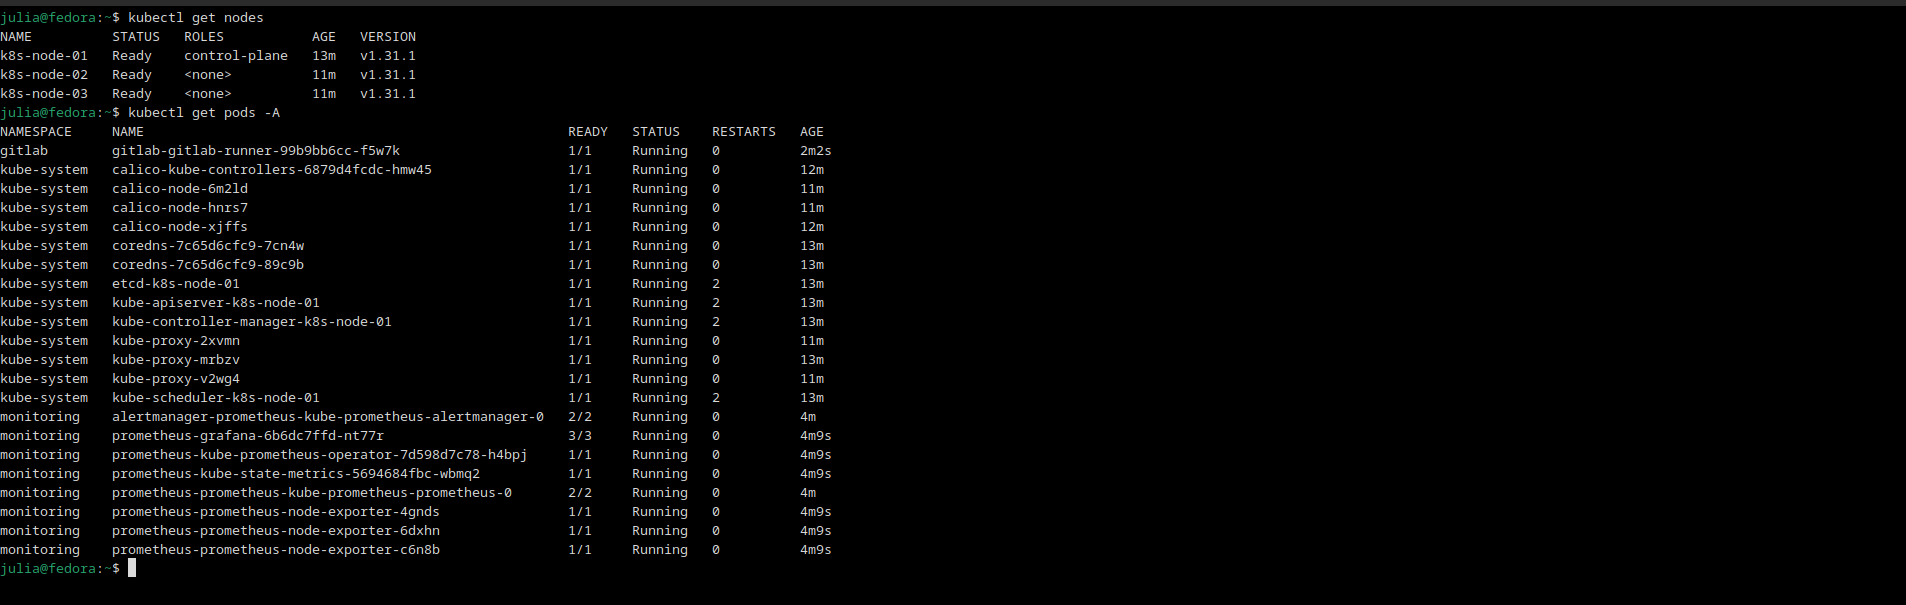 julia@fedora:~$ kubectl get nodes
NAME          STATUS   ROLES           AGE   VERSION
k8s-node-01   Ready    control-plane   13m   v1.31.1
k8s-node-02   Ready    <none>          11m   v1.31.1
k8s-node-03   Ready    <none>          11m   v1.31.1
julia@fedora:~$ kubectl get pods -A
NAMESPACE     NAME                                                     READY   STATUS    RESTARTS   AGE
gitlab        gitlab-gitlab-runner-99b9bb6cc-f5w7k                     1/1     Running   0          2m2s
kube-system   calico-kube-controllers-6879d4fcdc-hmw45                 1/1     Running   0          12m
kube-system   calico-node-6m2ld                                        1/1     Running   0          11m
kube-system   calico-node-hnrs7                                        1/1     Running   0          11m
kube-system   calico-node-xjffs                                        1/1     Running   0          12m
kube-system   coredns-7c65d6cfc9-7cn4w                                 1/1     Running   0          13m
kube-system   coredns-7c65d6cfc9-89c9b                                 1/1     Running   0          13m
kube-system   etcd-k8s-node-01                                         1/1     Running   2          13m
kube-system   kube-apiserver-k8s-node-01                               1/1     Running   2          13m
kube-system   kube-controller-manager-k8s-node-01                      1/1     Running   2          13m
kube-system   kube-proxy-2xvmn                                         1/1     Running   0          11m
kube-system   kube-proxy-mrbzv                                         1/1     Running   0          13m
kube-system   kube-proxy-v2wg4                                         1/1     Running   0          11m
kube-system   kube-scheduler-k8s-node-01                               1/1     Running   2          13m
monitoring    alertmanager-prometheus-kube-prometheus-alertmanager-0   2/2     Running   0          4m
monitoring    prometheus-grafana-6b6dc7ffd-nt77r                       3/3     Running   0          4m9s
monitoring    prometheus-kube-prometheus-operator-7d598d7c78-h4bpj     1/1     Running   0          4m9s
monitoring    prometheus-kube-state-metrics-5694684fbc-wbmq2           1/1     Running   0          4m9s
monitoring    prometheus-prometheus-kube-prometheus-prometheus-0       2/2     Running   0          4m
monitoring    prometheus-prometheus-node-exporter-4gnds                1/1     Running   0          4m9s
monitoring    prometheus-prometheus-node-exporter-6dxhn                1/1     Running   0          4m9s
monitoring    prometheus-prometheus-node-exporter-c6n8b                1/1     Running   0          4m9s
julia@fedora:~$